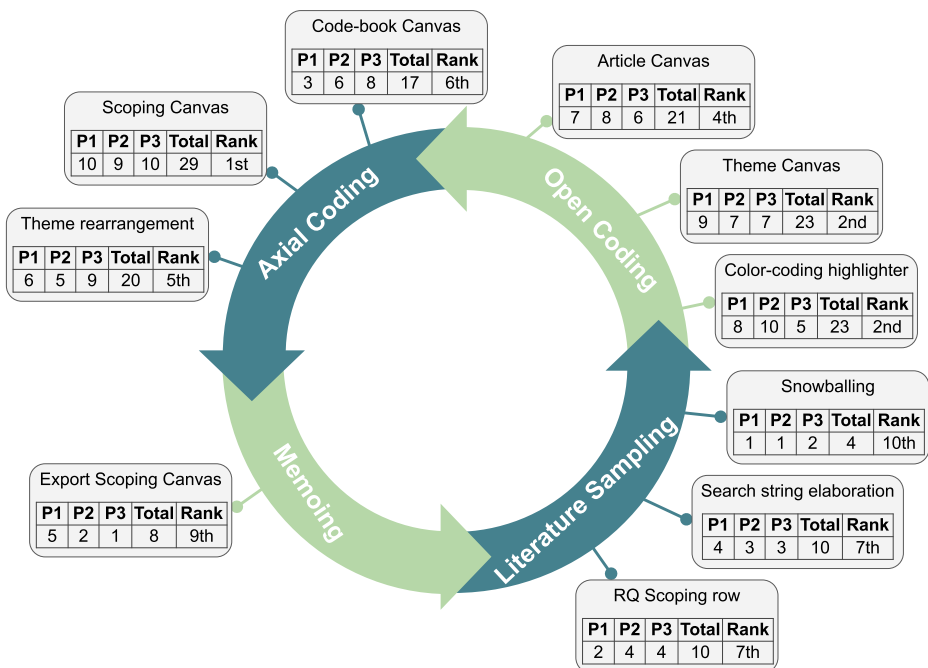 Code-book Canvas
P1 P2 P3 Total Rank
3 6 8 17 6th
Article Canvas
P1 P2 P3 Total Rank
7 8 6 21 4th
Scoping Canvas
P1 P2 P3 Total Rank
10 9 10 29 1st
Theme Canvas
P1 P2 P3 Total Rank
9 7 7 23 2nd
Theme rearrangement
P1 P2 P3 Total Rank
6 5 9 20 5th
Color-coding highlighter
P1 P2 P3 Total Rank
8 10 5 23 2nd
Axial Coding
Open Coding
Snowballing
P1 P2 P3 Total Rank
1 1 2 4 10th
Memoing
Literature Sampling
Export Scoping Canvas
P1 P2 P3 Total Rank
5 2 1 8 9th
Search string elaboration
P1 P2 P3 Total Rank
4 3 3 10 7th
RQ Scoping row
P1 P2 P3 Total Rank
2 4 4 10 7th